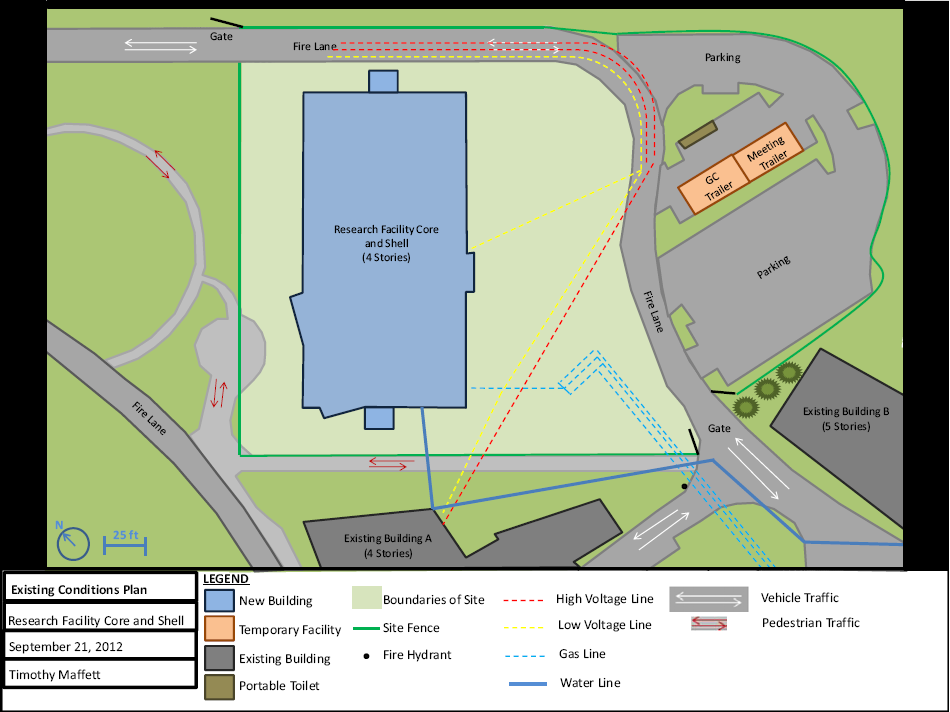 Gate
Fire Lane
Parking
Meeting
Trailer
GC
Trailer
Research Facility Core
and Shell
(4 Stories)
Parking
Fire Lane
Fire Lane
Existing Building B
(5 Stories)
Gate
N
25 ft
Existing Building A
(4 Stories)
Existing Conditions Plan
Research Facility Core and Shell
September 21, 2012
Timothy Maffett
LEGEND
New Building
Temporary Facility
Existing Building
Portable Toilet
Boundaries of Site
Site Fence
Fire Hydrant
High Voltage Line
Low Voltage Line
Gas Line
Water Line
Vehicle Traffic
Pedestrian Traffic